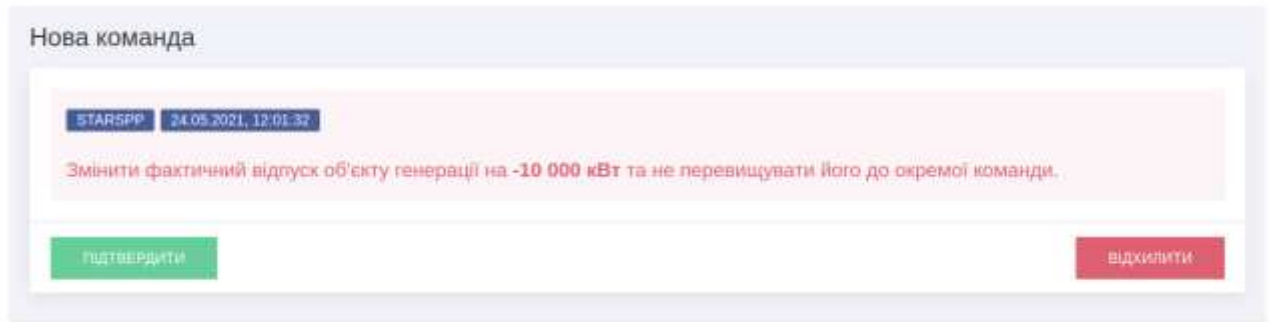 Нова команда
STARSPP 24.05.2021, 12:01:32
Змінити фактичний відпуск об'єкту генерації на -10 000 кВт та не перевищувати його до окремої команди.
ПІДТВЕРДИТИ ВІДХИЛИТИ